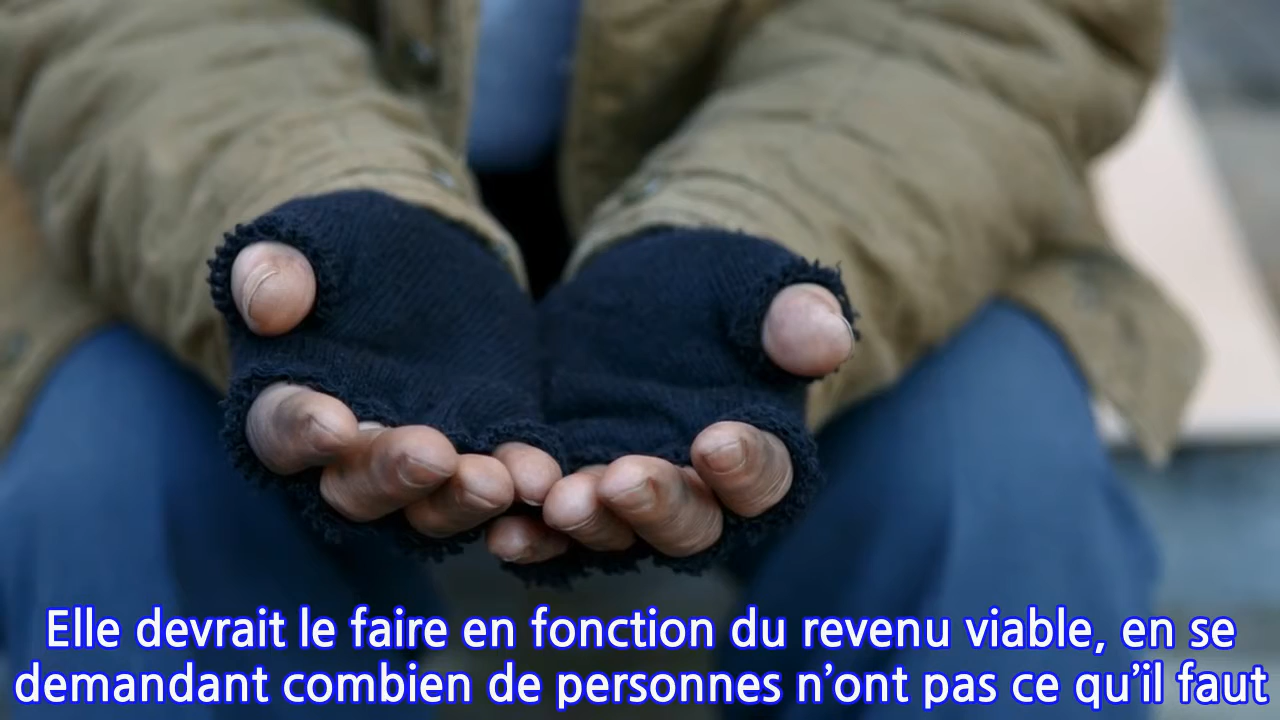 Elle devrait le faire en fonction du revenu viable, en se
demandant combien de personnes n’ont pas ce qu’il faut